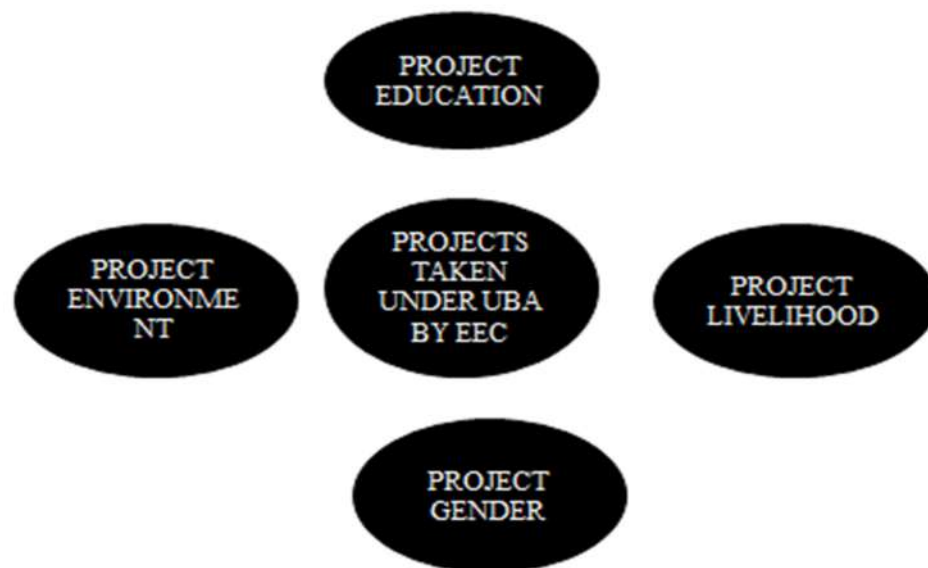 PROJECT
EDUCATION
PROJECT
ENVIRONME
NT
PROJECTS
TAKEN
UNDER UBA
BY EEC
PROJECT
LIVELIHOOD
PROJECT
GENDER